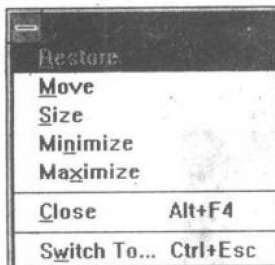 Restore
Move
Size
Minimize
Maximize
Close Alt+F4
Switch To... Ctrl+Esc